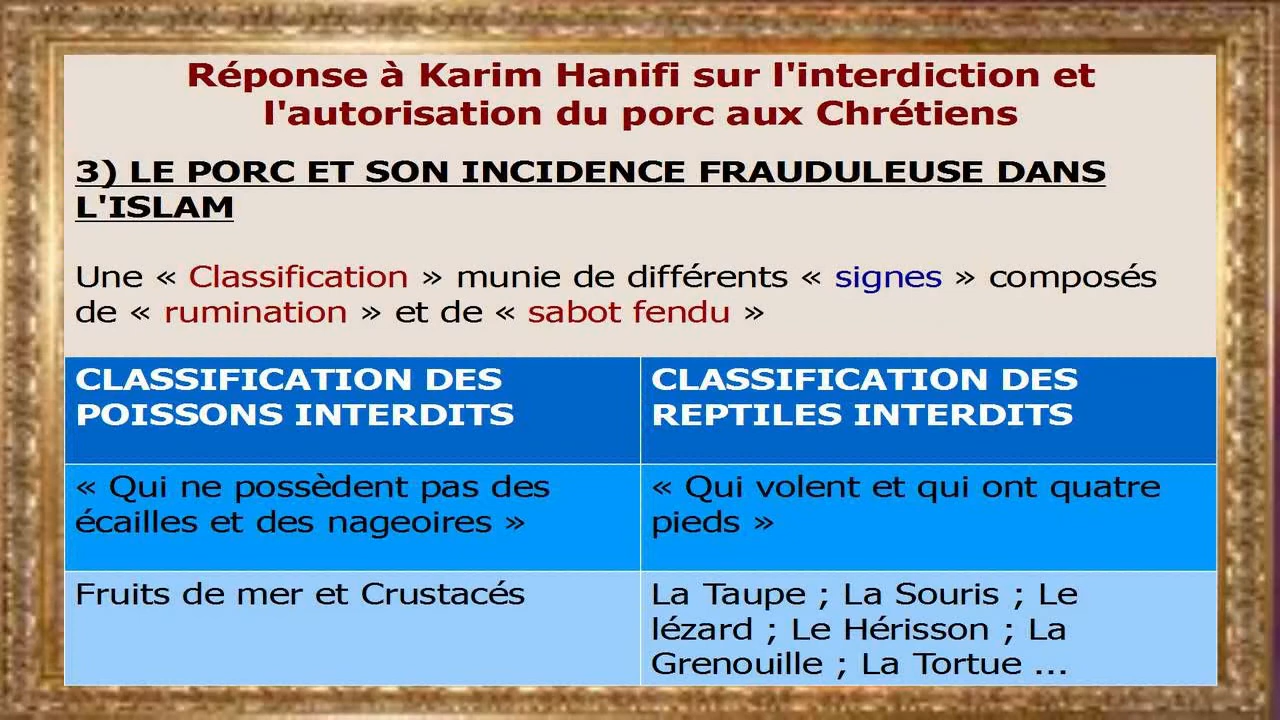 Réponse à Karim Hanifi sur l'interdiction et
l'autorisation du porc aux Chrétiens
3) LE PORC ET SON INCIDENCE FRAUDULEUSE DANS
L'ISLAM
Une « Classification » munie de différents « signes » composés
de « rumination » et de « sabot fendu »
CLASSIFICATION DES
POISSONS INTERDITS
« Qui ne possèdent pas des
écailles et des nageoires »
Fruits de mer et Crustacés
CLASSIFICATION DES
REPTILES INTERDITS
« Qui volent et qui ont quatre
pieds »
La Taupe ; La Souris ; Le
lézard ; Le Hérisson ; La
Grenouille ; La Tortue ...